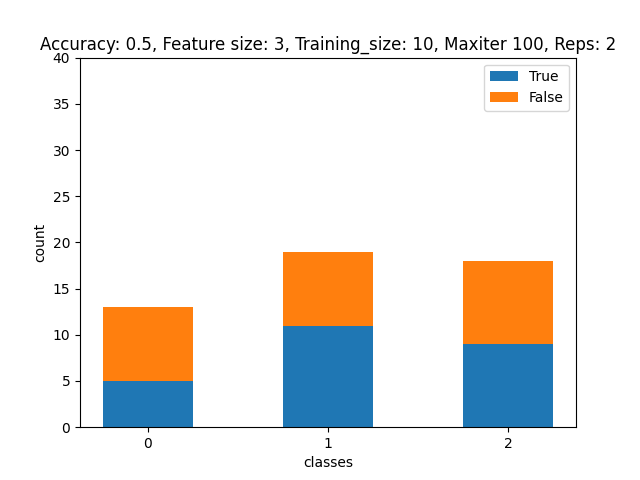 Accuracy: 0.5, Feature size: 3, Training_size: 10, Maxiter 100, Reps: 2
True
False
40
35
30
25
20
15
10
5
0
count
0 1 2
classes